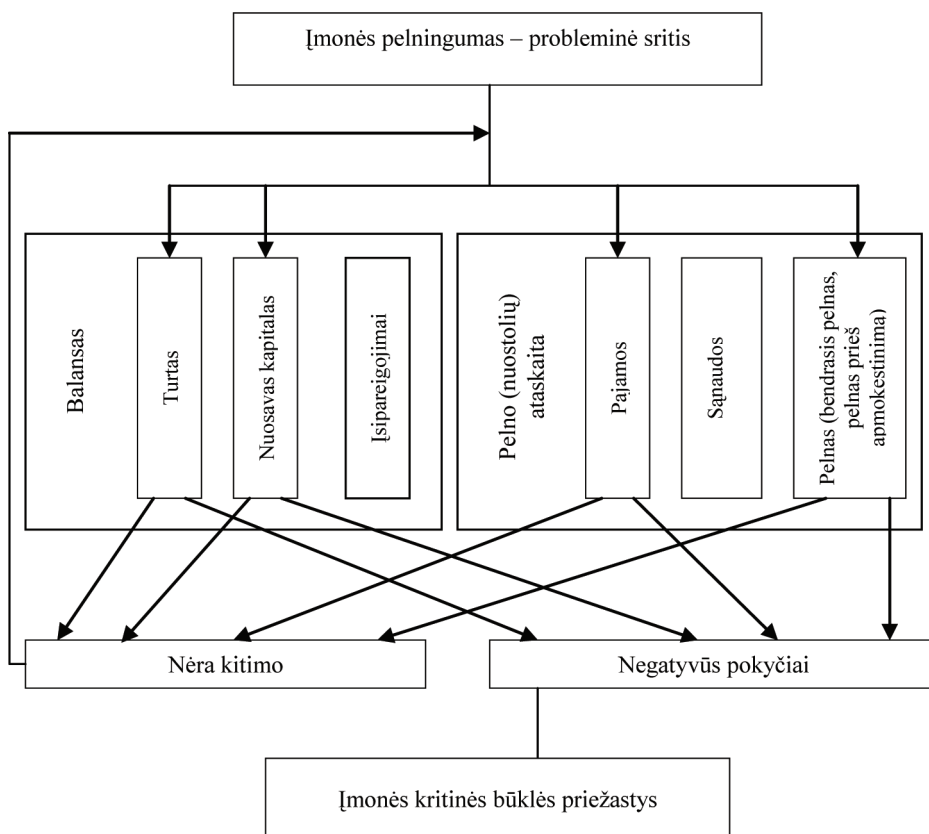 Įmonės pelningumas – probleminė sritis
Balansas
Turtas
Nuosavas kapitalas
Įsipareigojimai
Pelno (nuostolių)
ataskaita
Pajamos
Sąnaudos
Pelnas (bendrasis pelnas,
pelnas prieš
apmokestinima)
Nėra kitimo
Negatyvūs pokyčiai
Įmonės kritinės būklės priežastys